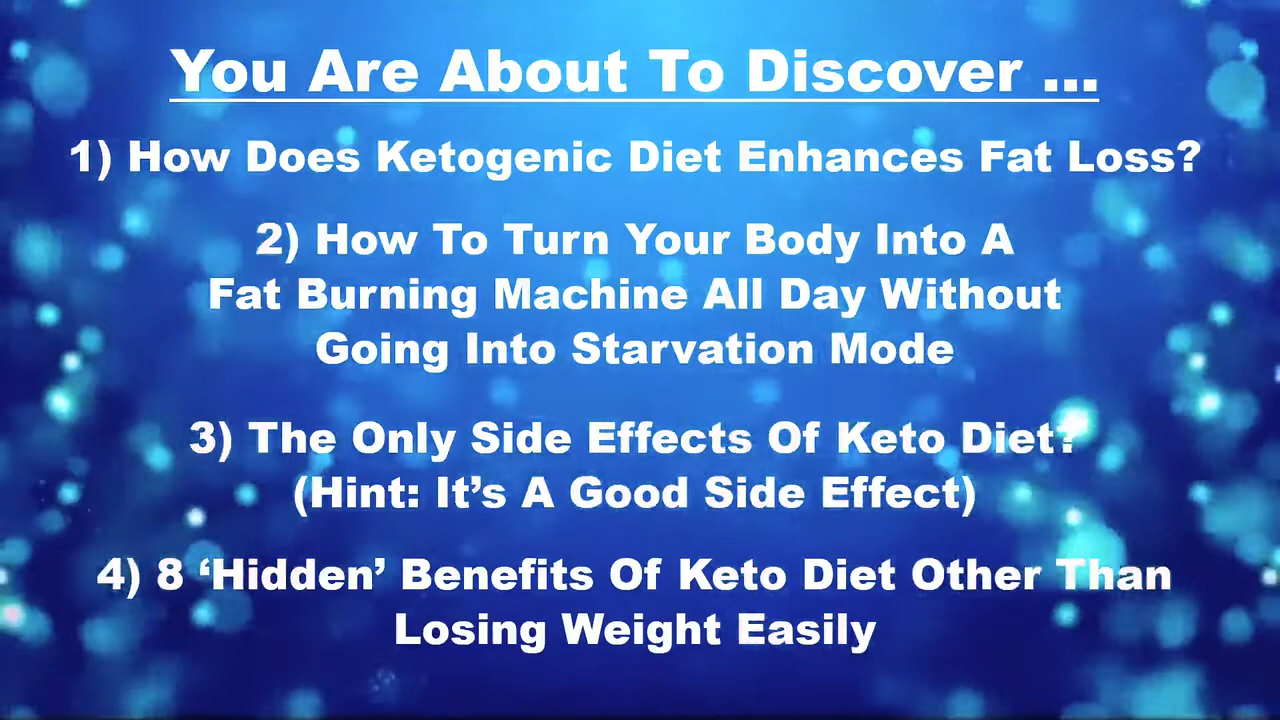 You Are About To Discover ...
1) How Does Ketogenic Diet Enhances Fat Loss?
2) How To Turn Your Body Into A
Fat Burning Machine All Day Without
Going Into Starvation Mode
3) The Only Side Effects Of Keto Diet?
(Hint: It’s A Good Side Effect)
4) 8 ‘Hidden’ Benefits Of Keto Diet Other Than
Losing Weight Easily